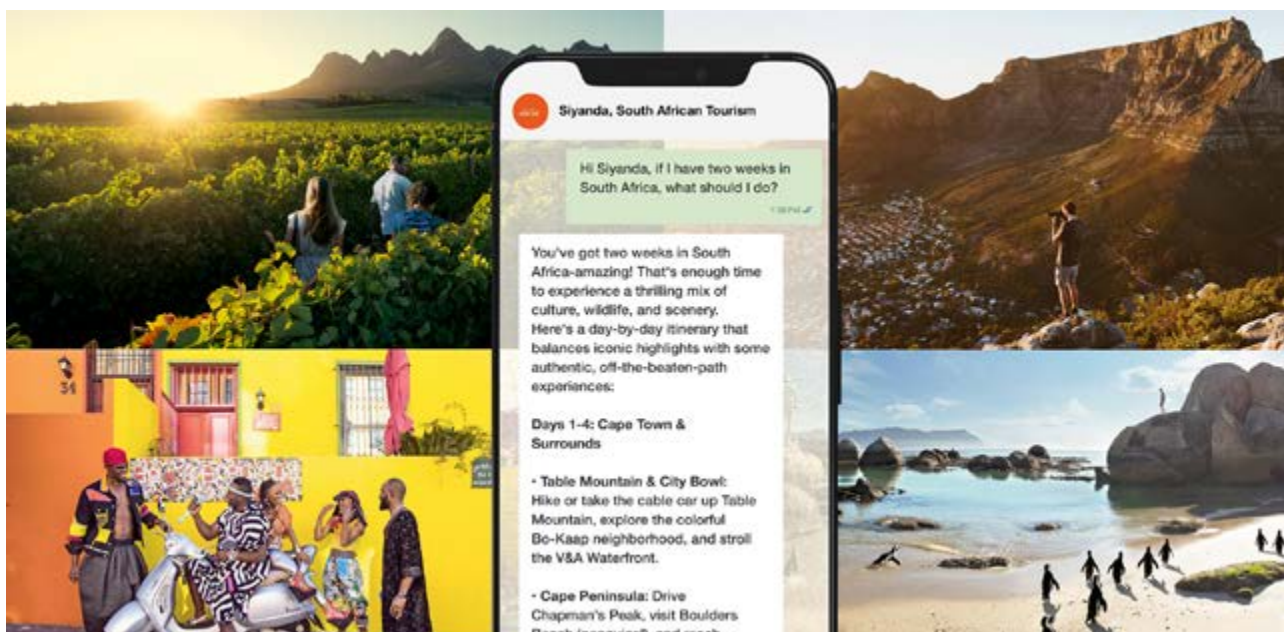 Siyanda, South African Tourism
Hi Siyanda, if I have two weeks in
South Africa, what should I do?
You've got two weeks in South
Africa-amazing! That's enough time
to experience a thrilling mix of
culture, wildlife, and scenery.
Here's a day-by-day itinerary that
balances iconic highlights with some
authentic, off-the-beaten-path
experiences:
Days 1-4: Cape Town &
Surrounds
• Table Mountain & City Bowl:
Hike or take the cable car up Table
Mountain, explore the colorful
Bo-Kaap neighborhood, and stroll
the V&A Waterfront.
• Cape Peninsula: Drive
Chapman's Peak, visit Boulders
34